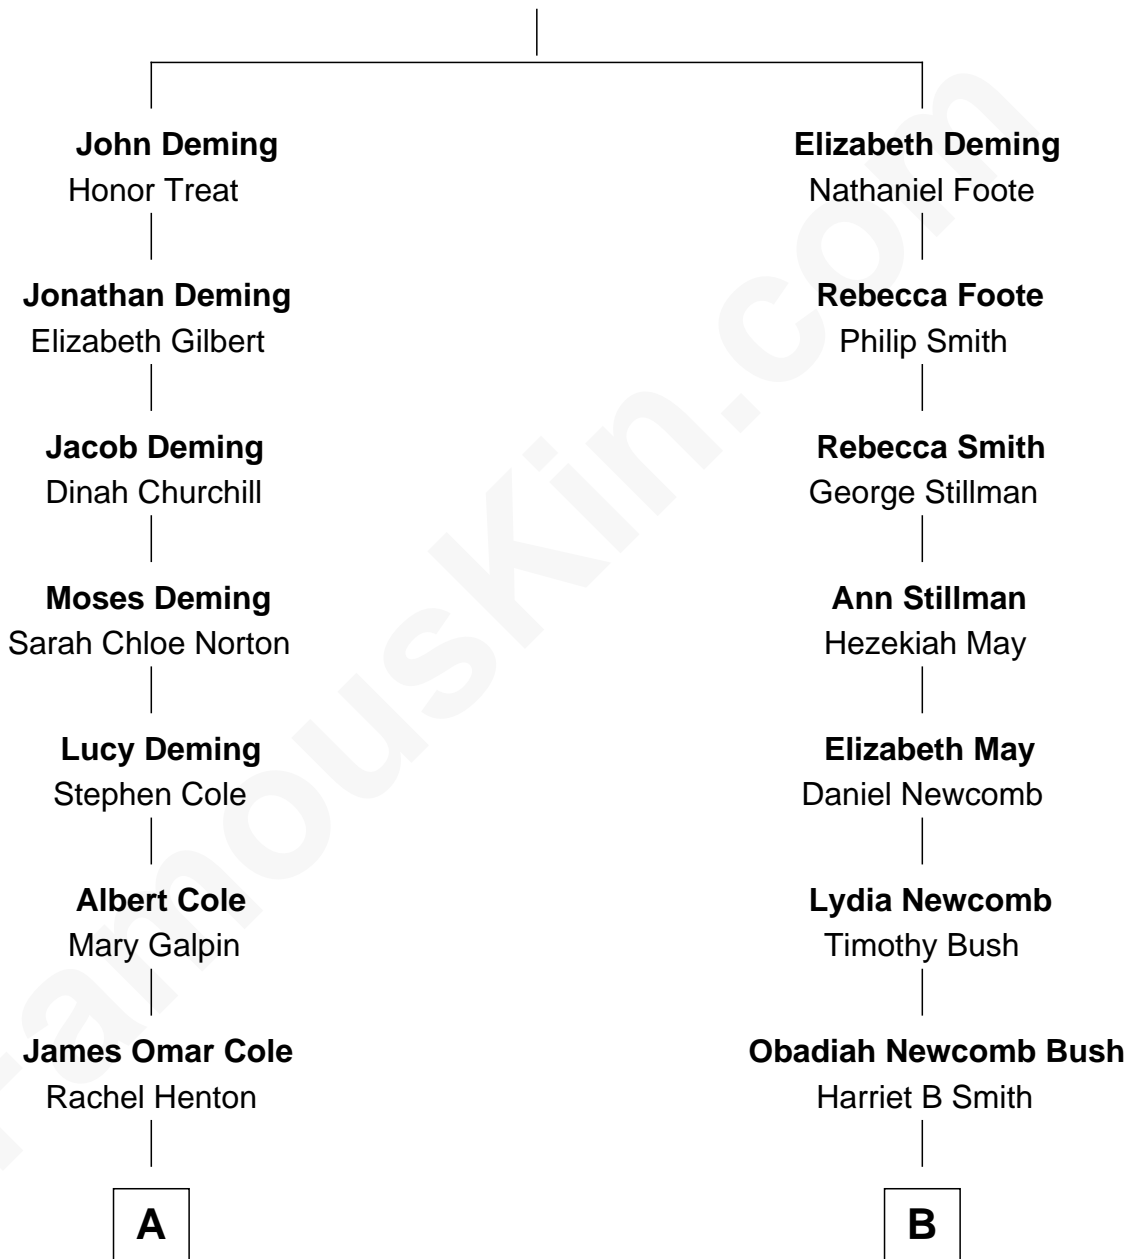 John Deming
Honor Treat
Jonathan Deming
Elizabeth Gilbert
Jacob Deming
Dinah Churchill
Moses Deming
Sarah Chloe Norton
Lucy Deming
Stephen Cole
Albert Cole
Mary Galpin
James Omar Cole
Rachel Henton
A
Elizabeth Deming
Nathaniel Foote
Rebecca Foote
Philip Smith
Rebecca Smith
George Stillman
Ann Stillman
Hezekiah May
Elizabeth May
Daniel Newcomb
Lydia Newcomb
Timothy Bush
Obadiah Newcomb Bush
Harriet B Smith
B
FamousKin.com